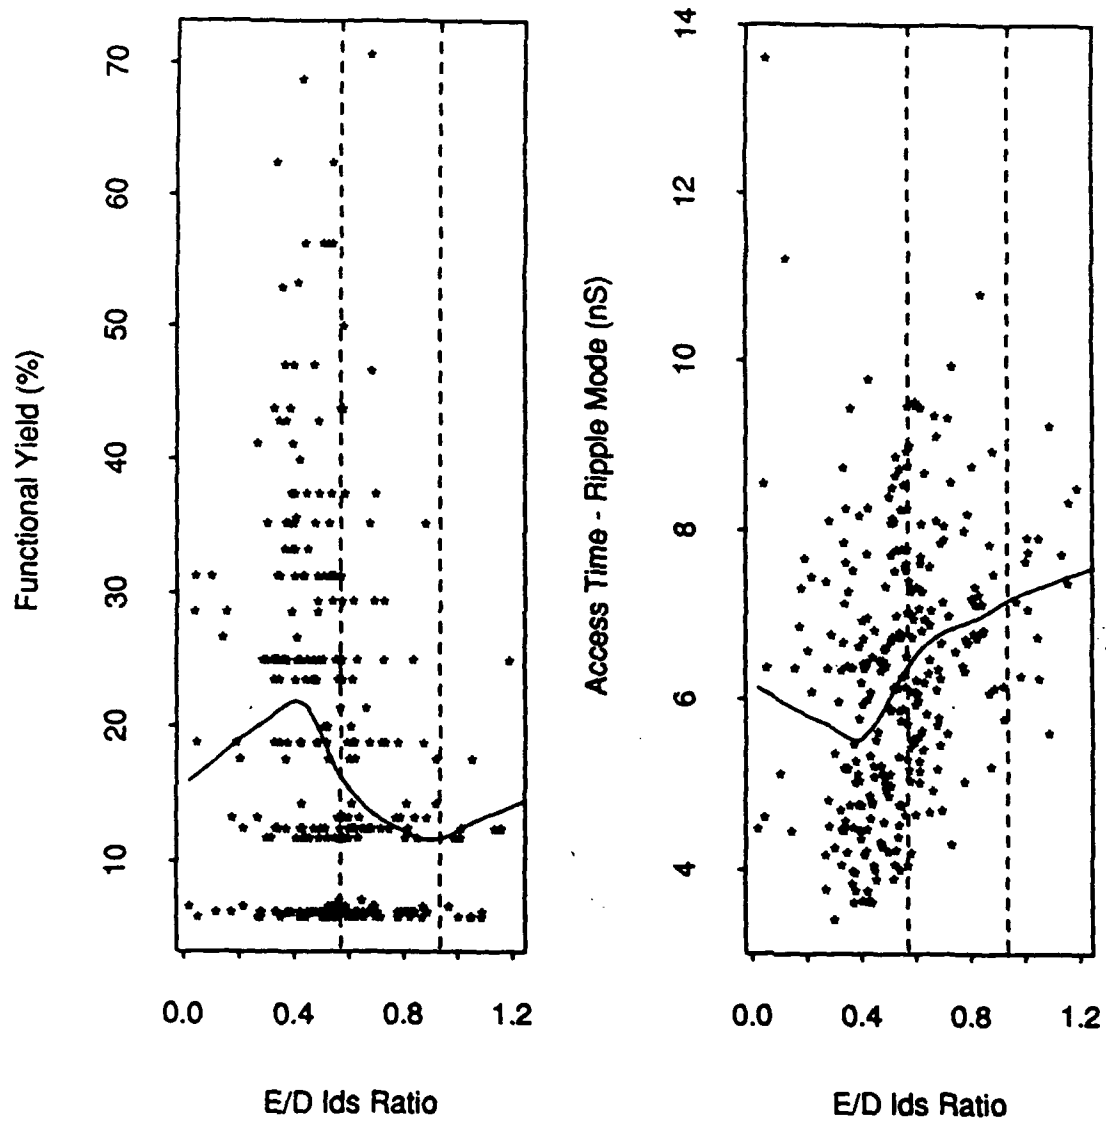 Functional Yield (%)
70
60
50
40
30
20
10
0.0 0.4 0.8 1.2
E/D Ids Ratio
Access Time - Ripple Mode (nS)
14
12
10
8
6
4
0.0 0.4 0.8 1.2
E/D Ids Ratio